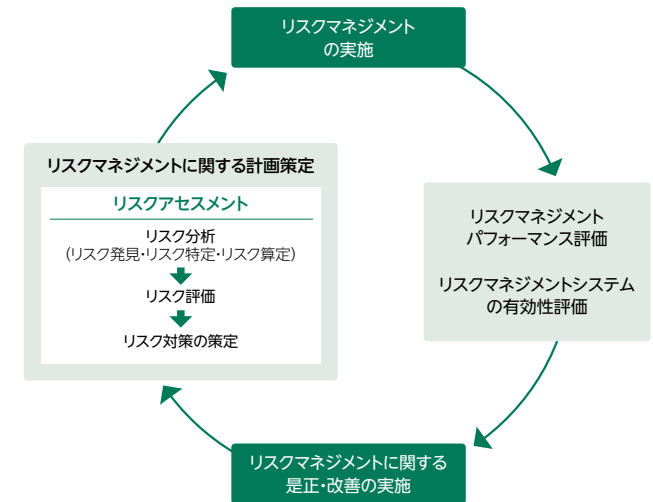 リスクマネジメント
の実施
リスクマネジメントに関する計画策定
リスクアセスメント
リスク分析
（リスク発見・リスク特定・リスク算定）
リスク評価
リスク対策の策定
リスクマネジメント
パフォーマンス評価
リスクマネジメントシステム
の有効性評価
リスクマネジメントに関する
是正・改善の実施